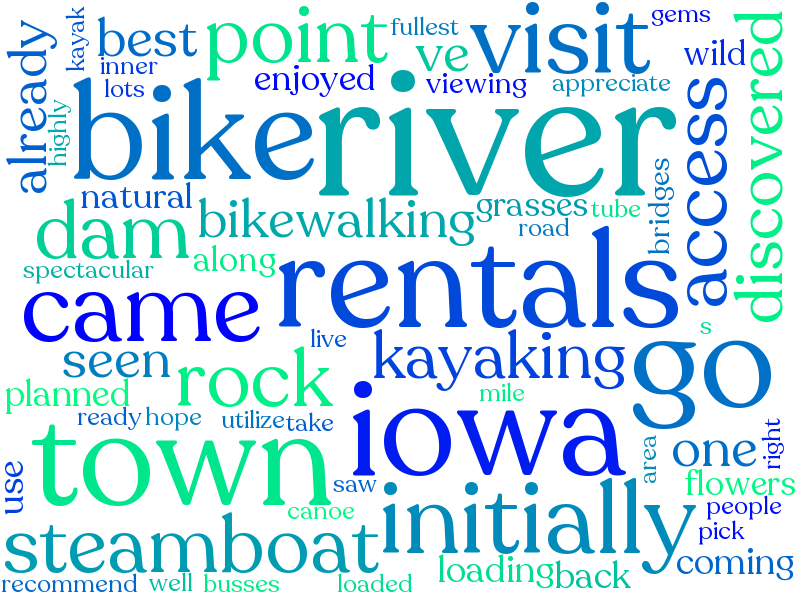 kayak
already
best
point
fullest
ve
visit
gems
wild
discovered
inner
lots
enjoyed
viewing
appreciate
highly
bike
river
access
natural
bikewalking
grasses
tube
road
bridges
dam
along
spectacular
came
rentals
s
live
seen
kayaking
go
planned
rock
mile
ready
hope
utilize
take
iowa
town
one
area
right
use
saw
canoe
flowers
people
pick
steamboat
initially
coming
loading
back
recommend
well
busses
loaded